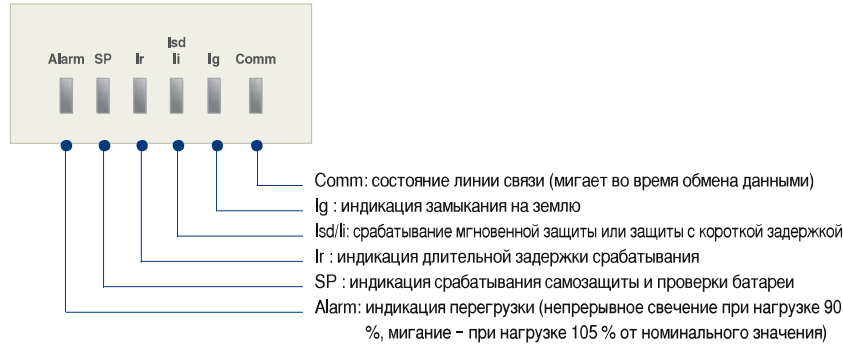 Isd
Alarm SP Ir Ii Ig Comm
Comm: состояние линии связи (мигает во время обмена данными)
Ig : индикация замыкания на землю
Isd/Ii: срабатывание мгновенной защиты или защиты с короткой задержкой
Ir : индикация длительной задержки срабатывания
SP : индикация срабатывания самозащиты и проверки батареи
Alarm: индикация перегрузки (непрерывное свечение при нагрузке 90
%, мигание – при нагрузке 105 % от номинального значения)